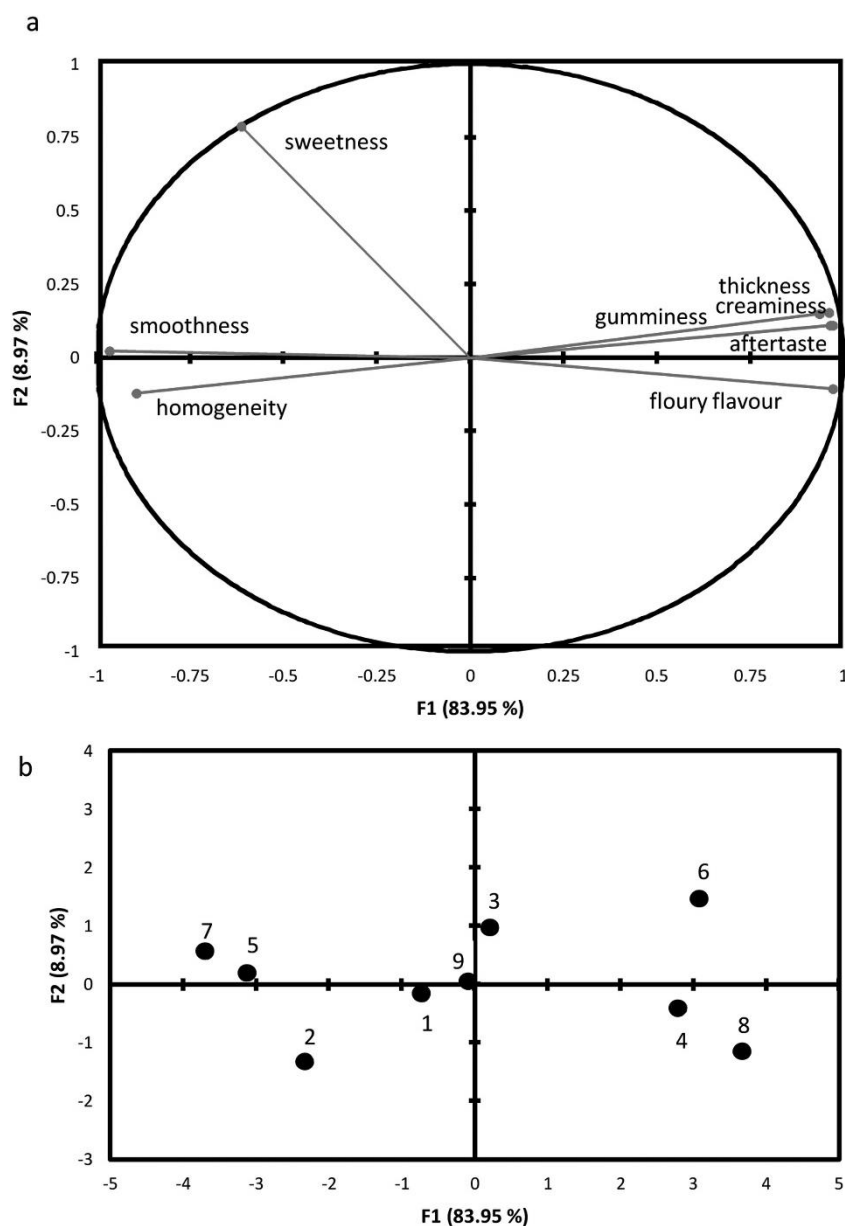 a
1
sweetness
0.75
0.5
0.25
thickness
gumminess
creaminess
smoothness
F2 (8.97 %)
0
aftertaste
homogeneity
floury flavour
-0.25
-0.5
-0.75
-1
-1 -0.75 -0.5 -0.25 0 0.25 0.5 0.75 1
F1 (83.95 %)
b
4
3
2
6
3
1
7 5
9
F2 (8.97 %)
0
1
4 8
2
-1
-2
-3
-5 -4 -3 -2 -1 0 1 2 3 4 5
F1 (83.95 %)